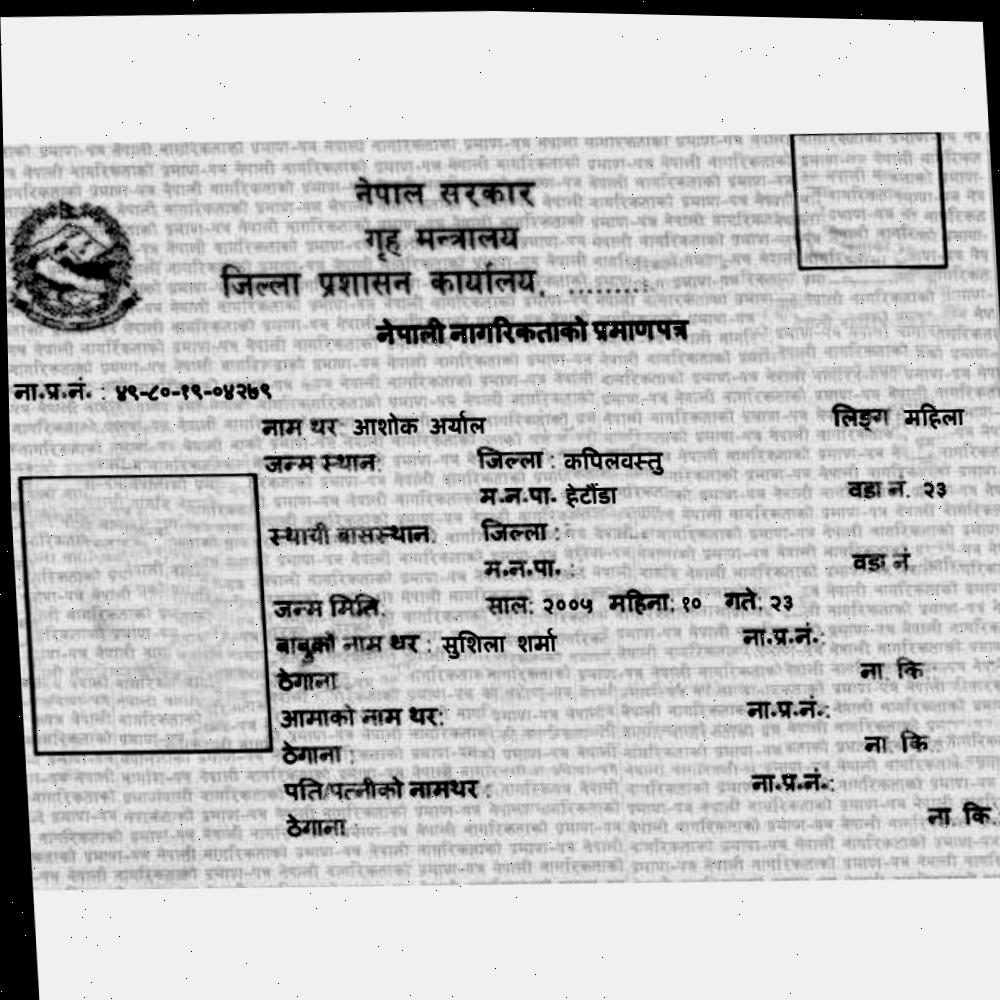 नेपाल सरकार
गृह मन्त्रालय
जिल्ला प्रशासन कार्यालय, ..........
नेपाली नागरिकताको प्रमाणपत्र
ना.प्र.नं. : ४९-८०-१९-०४२७९
नाम थर आशोक अर्याल लिङ्ग महिला
जन्म स्थान: जिल्ला : कपिलवस्तु
म.न.पा. हेटौंडा वडा नं. २३
स्थायी बासस्थान: जिल्ला :
म.न.पा. : वडा नं.
जन्म मिति: साल: २००५ महिना: १० गते: २३
बाबुको नाम थर : सुशिला शर्मा ना.प्र.नं.:
ठेगाना ना. कि.
आमाको नाम थर: ना.प्र.नं.:
ठेगाना : ना. कि.
पति/पत्नीको नामथर : ना.प्र.नं.:
ठेगाना : ना. कि.